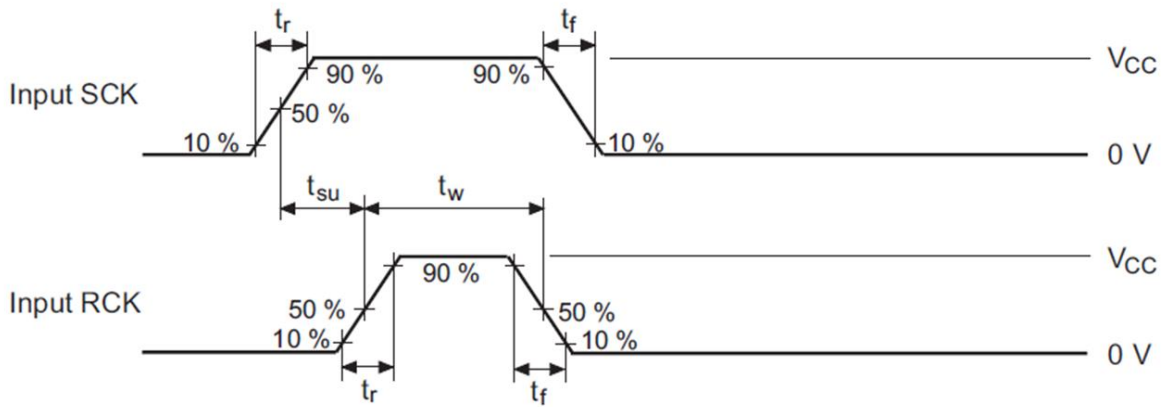 tr tf
VCC
90 % 90 %
Input SCK
50 %
10 % 10 %
0 V
tsu tw
VCC
90 %
Input RCK
50 % 50 %
10 % 10 %
0 V
tr tf